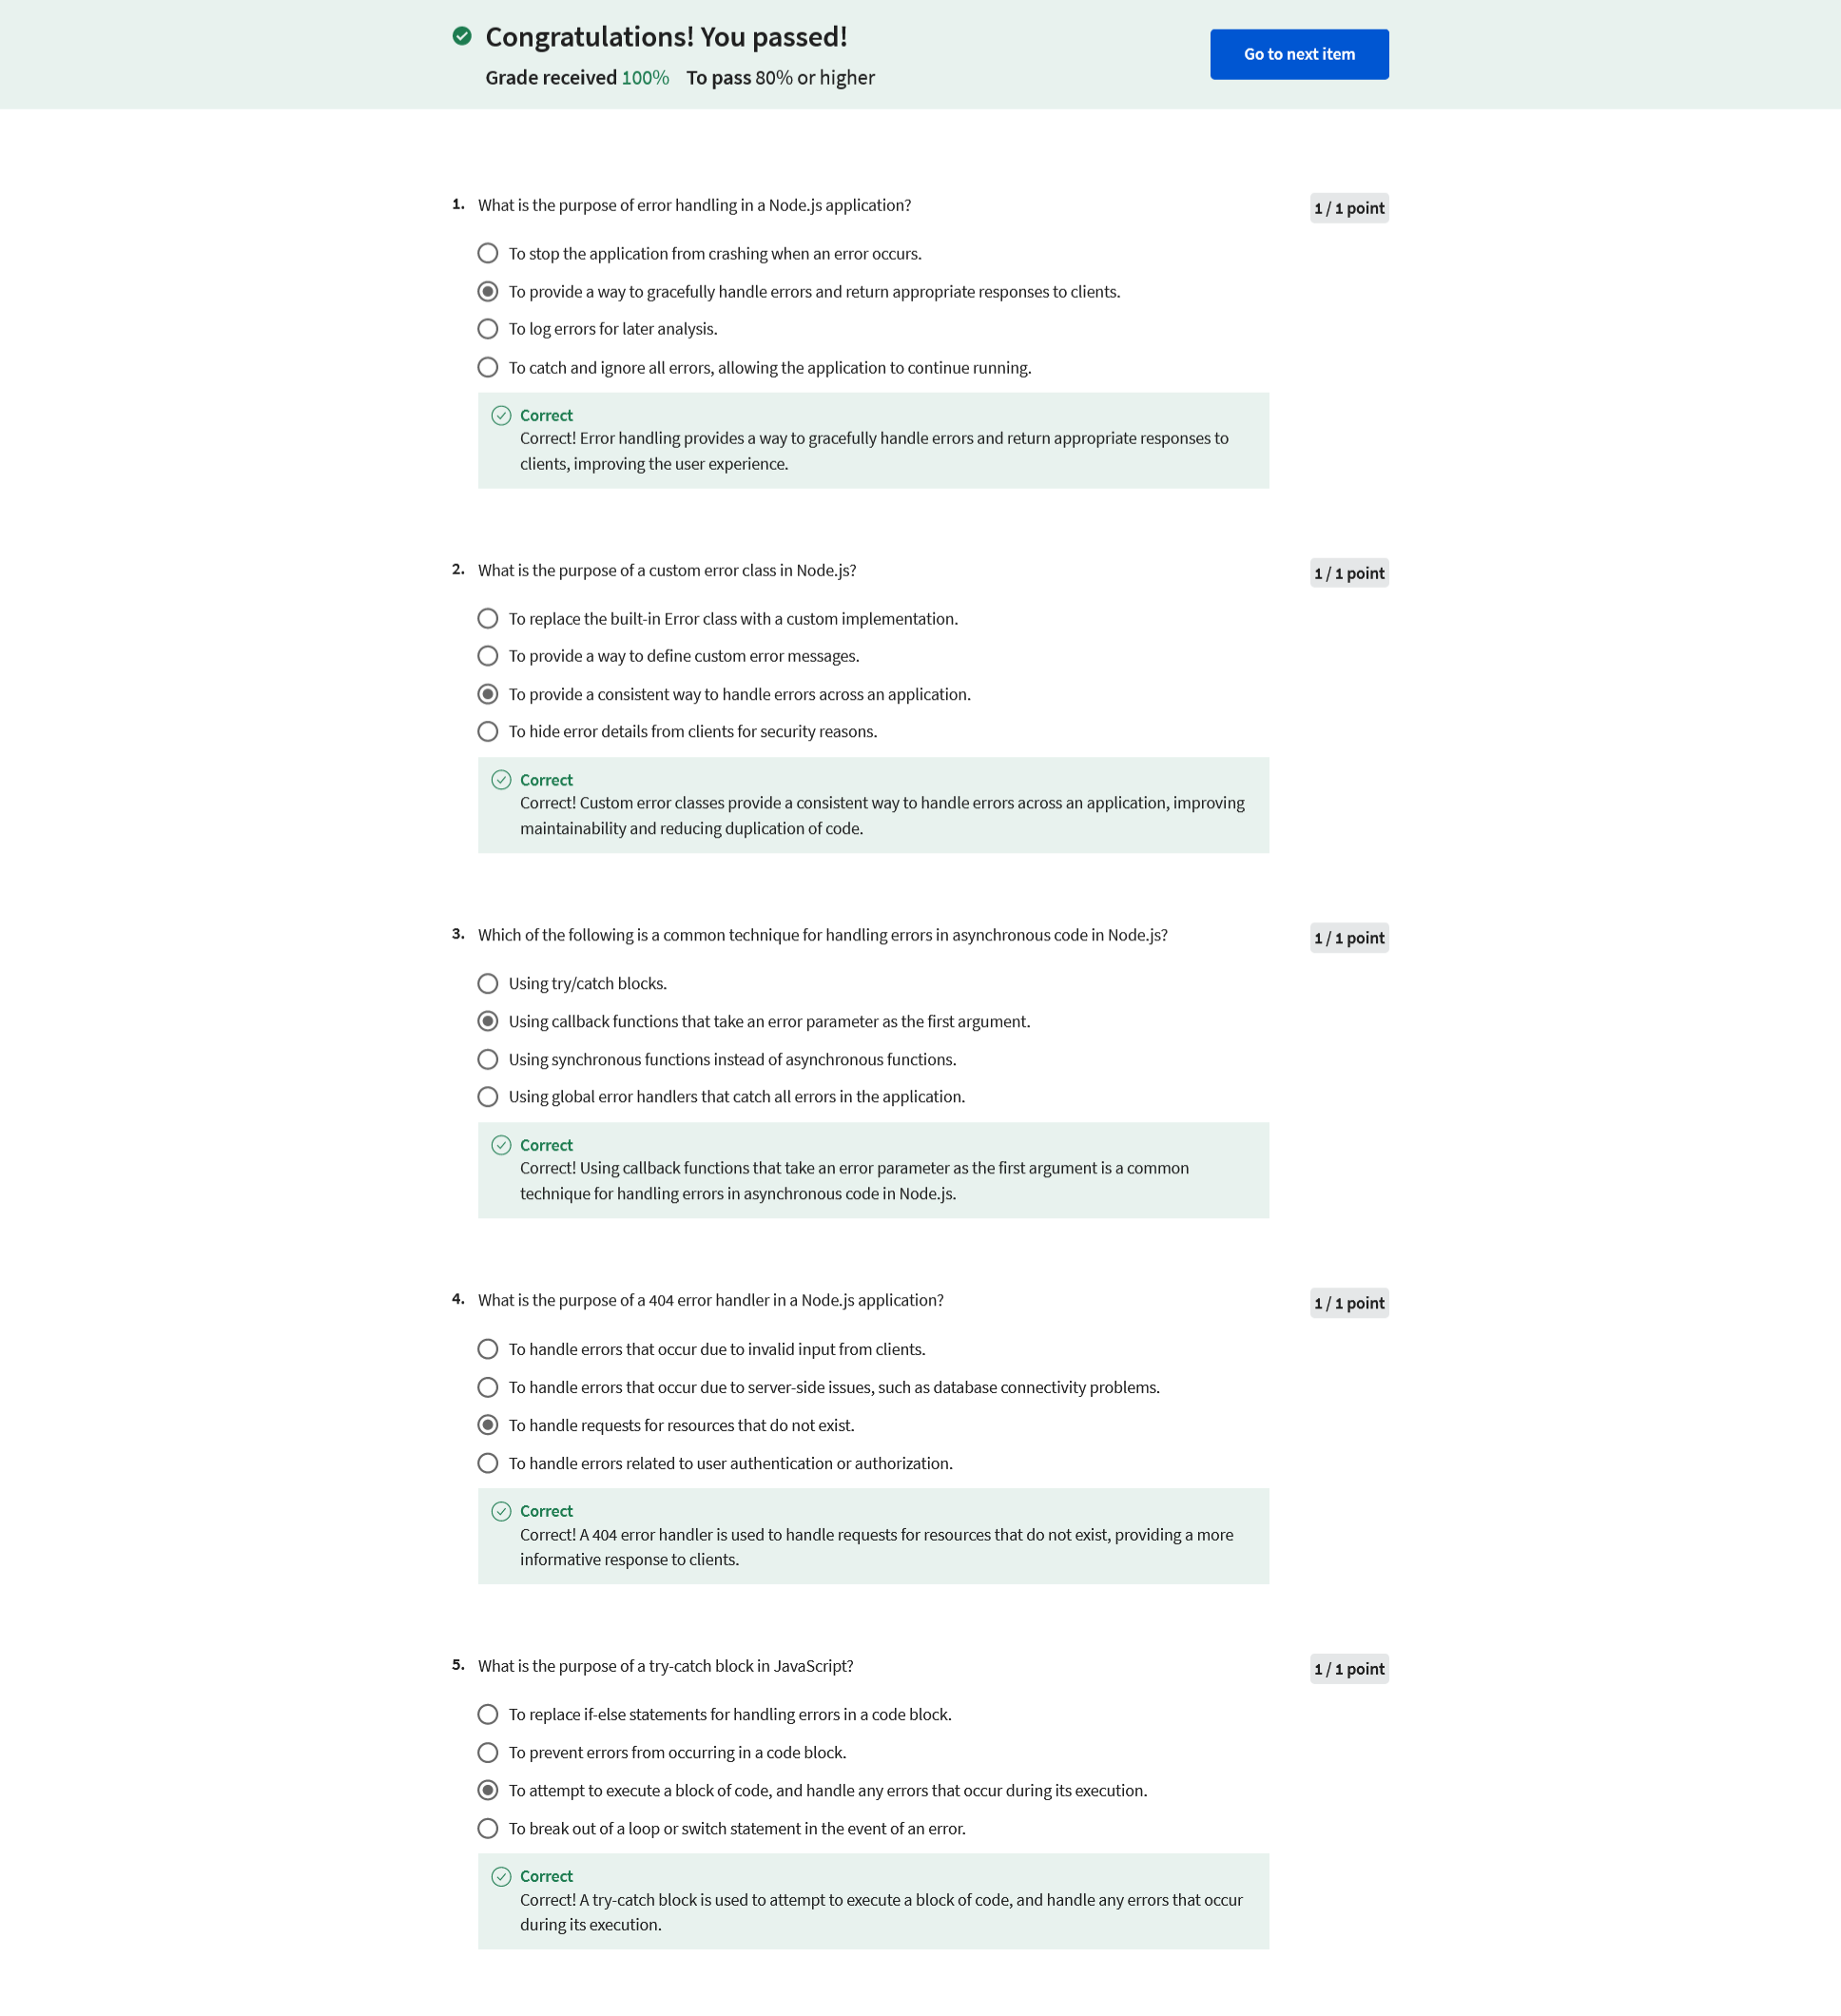 Congratulations! You passed!
Grade received 100% To pass 80% or higher
Go to next item
1. What is the purpose of error handling in a Node.js application?
1 / 1 point
To stop the application from crashing when an error occurs.
To provide a way to gracefully handle errors and return appropriate responses to clients.
To log errors for later analysis.
To catch and ignore all errors, allowing the application to continue running.
Correct
Correct! Error handling provides a way to gracefully handle errors and return appropriate responses to
clients, improving the user experience.
2. What is the purpose of a custom error class in Node.js?
1 / 1 point
To replace the built-in Error class with a custom implementation.
To provide a way to define custom error messages.
To provide a consistent way to handle errors across an application.
To hide error details from clients for security reasons.
Correct
Correct! Custom error classes provide a consistent way to handle errors across an application, improving
maintainability and reducing duplication of code.
3. Which of the following is a common technique for handling errors in asynchronous code in Node.js?
1 / 1 point
Using try/catch blocks.
Using callback functions that take an error parameter as the first argument.
Using synchronous functions instead of asynchronous functions.
Using global error handlers that catch all errors in the application.
Correct
Correct! Using callback functions that take an error parameter as the first argument is a common
technique for handling errors in asynchronous code in Node.js.
4. What is the purpose of a 404 error handler in a Node.js application?
1 / 1 point
To handle errors that occur due to invalid input from clients.
To handle errors that occur due to server-side issues, such as database connectivity problems.
To handle requests for resources that do not exist.
To handle errors related to user authentication or authorization.
Correct
Correct! A 404 error handler is used to handle requests for resources that do not exist, providing a more
informative response to clients.
5. What is the purpose of a try-catch block in JavaScript?
1 / 1 point
To replace if-else statements for handling errors in a code block.
To prevent errors from occurring in a code block.
To attempt to execute a block of code, and handle any errors that occur during its execution.
To break out of a loop or switch statement in the event of an error.
Correct
Correct! A try-catch block is used to attempt to execute a block of code, and handle any errors that occur
during its execution.